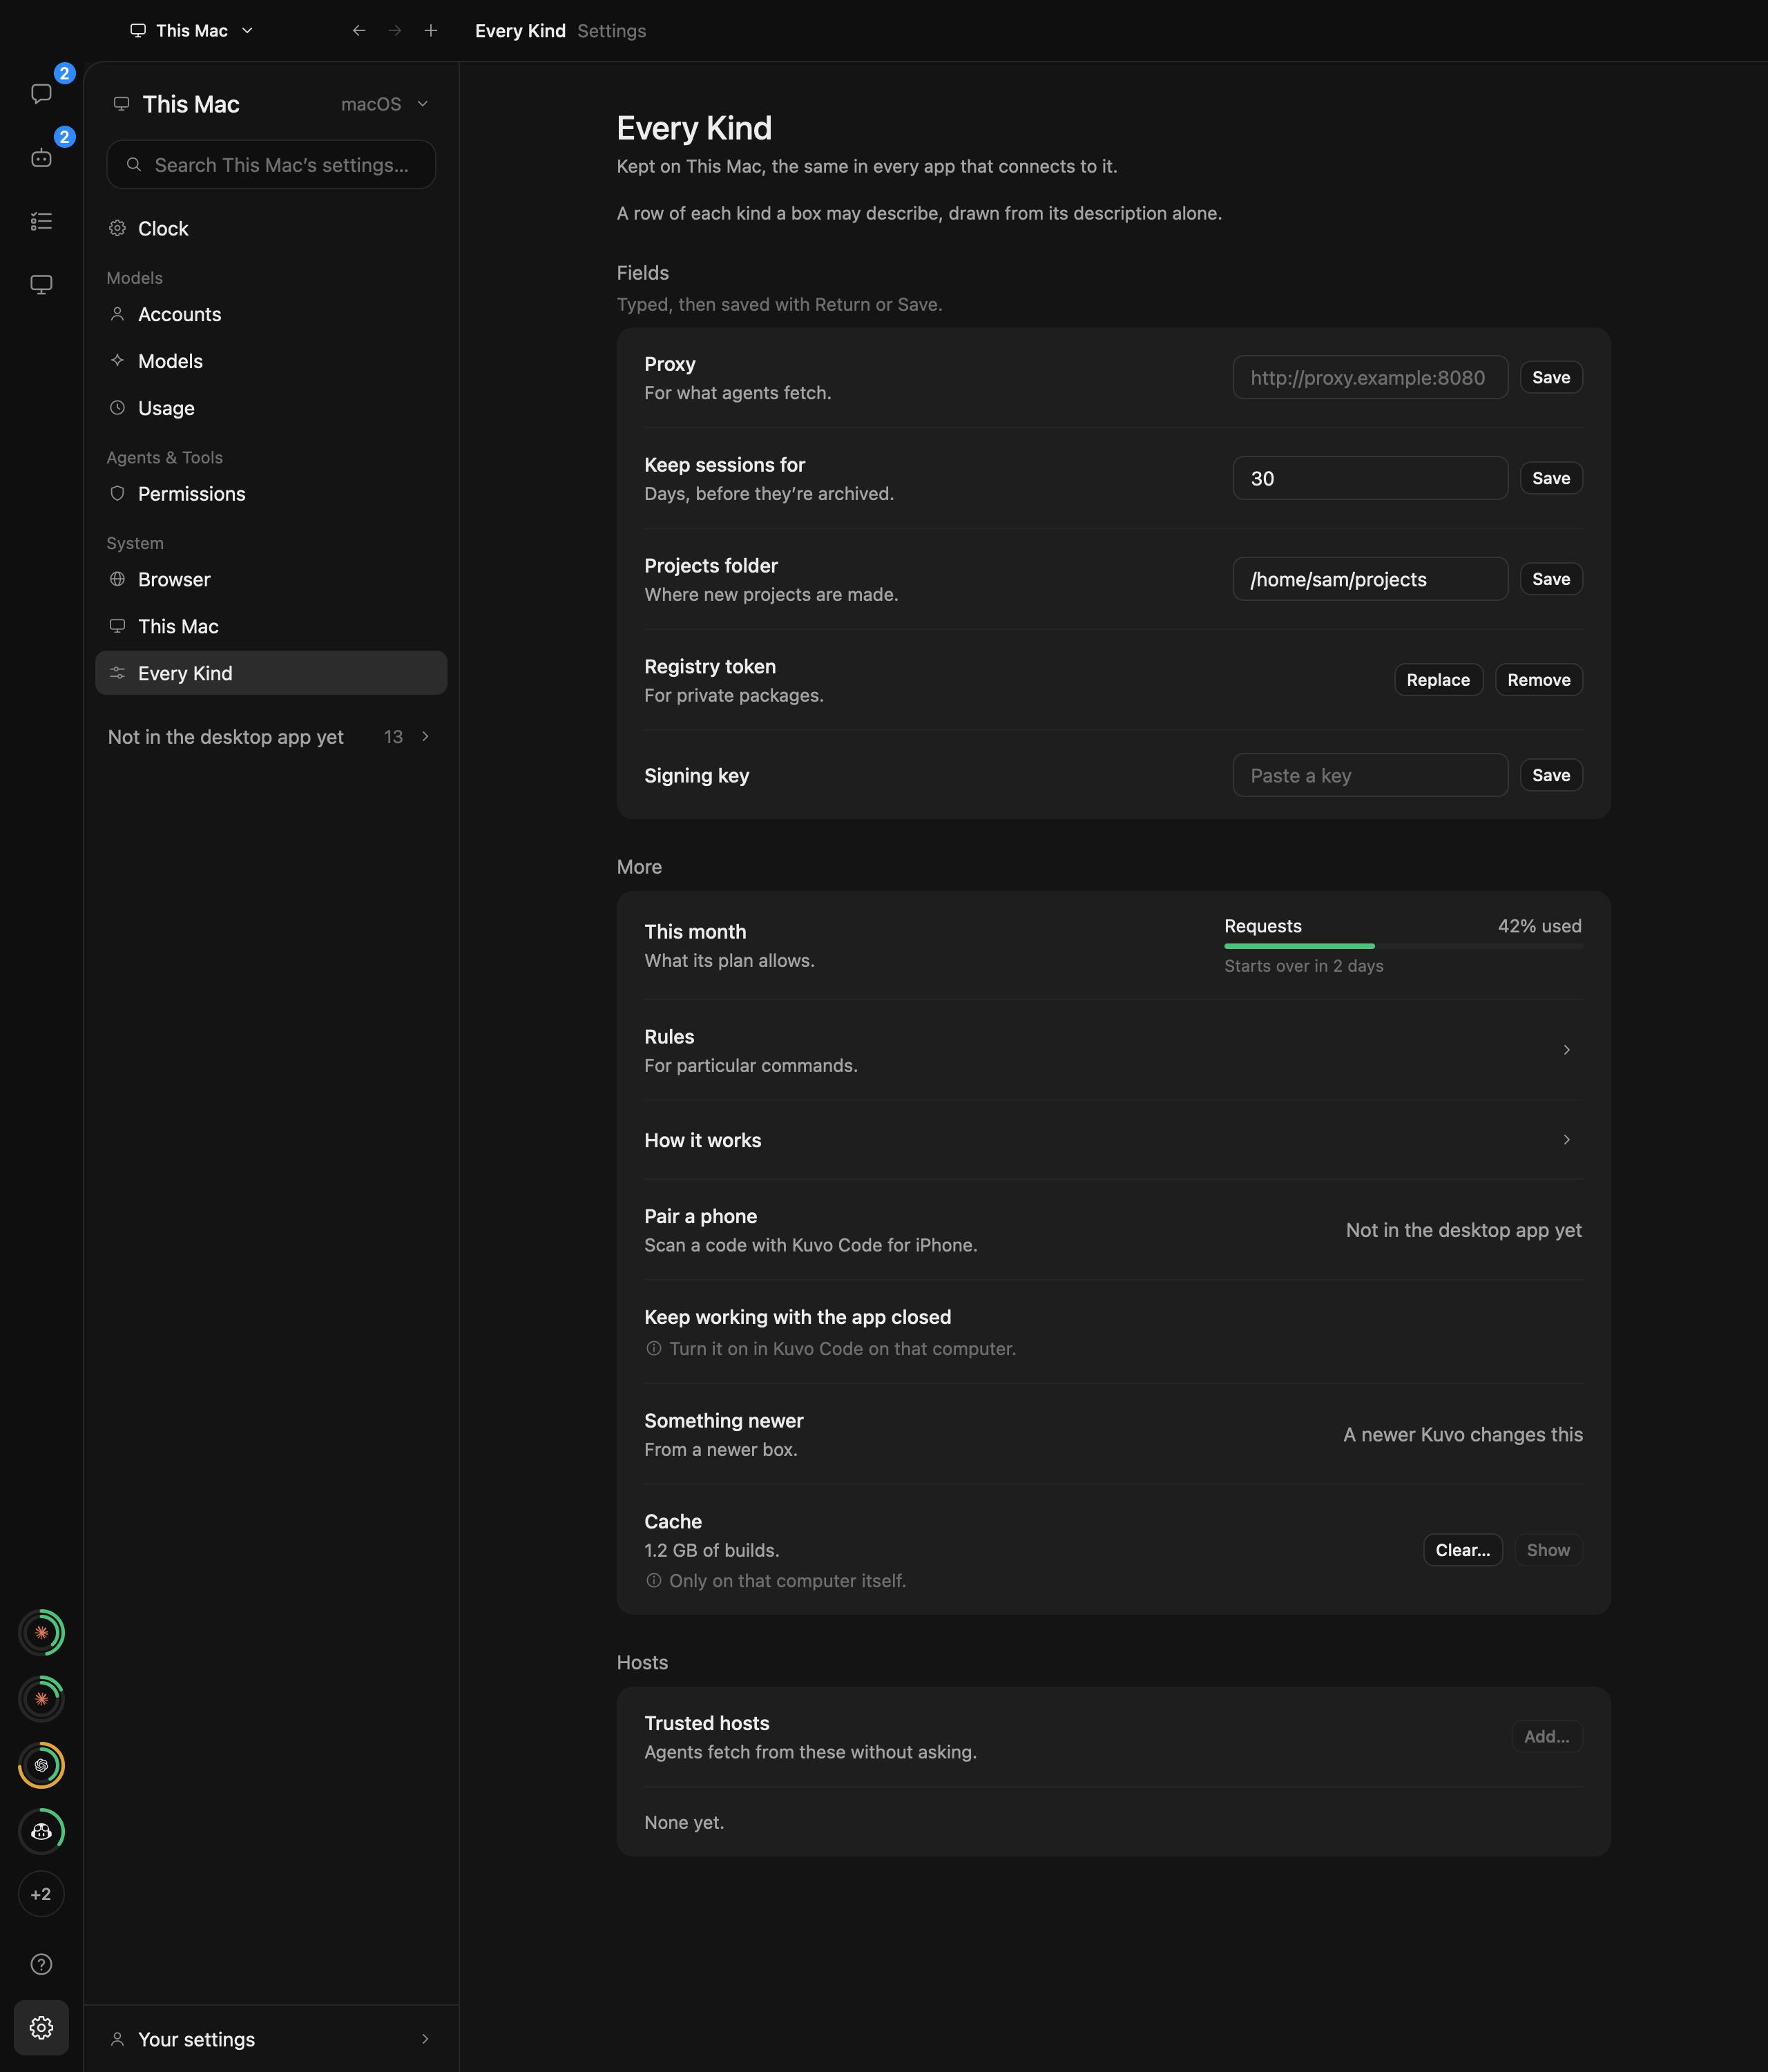 This Mac
Every Kind Settings
2
2
This Mac macOS
Search This Mac’s settings...
Clock
Models
Accounts
Models
Usage
Agents & Tools
Permissions
System
Browser
This Mac
Every Kind
Not in the desktop app yet 13
+2
Your settings
Every Kind
Kept on This Mac, the same in every app that connects to it.
A row of each kind a box may describe, drawn from its description alone.
Fields
Typed, then saved with Return or Save.
Proxy
For what agents fetch.
http://proxy.example:8080 Save
Keep sessions for
Days, before they’re archived.
30 Save
Projects folder
Where new projects are made.
/home/sam/projects Save
Registry token
For private packages.
Replace Remove
Signing key
Paste a key Save
More
This month
What its plan allows.
Requests 42% used
Starts over in 2 days
Rules
For particular commands.
How it works
Pair a phone
Scan a code with Kuvo Code for iPhone.
Not in the desktop app yet
Keep working with the app closed
Turn it on in Kuvo Code on that computer.
Something newer
From a newer box.
A newer Kuvo changes this
Cache
1.2 GB of builds.
Only on that computer itself.
Clear... Show
Hosts
Trusted hosts
Agents fetch from these without asking.
Add...
None yet.